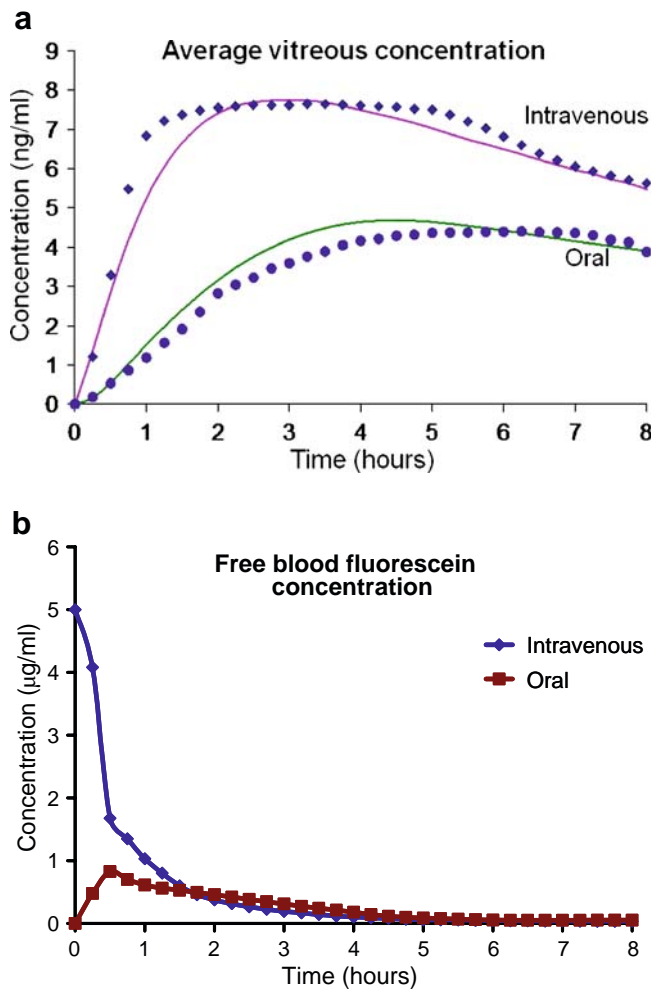 a
Average vitreous concentration
Concentration (ng/ml)
9
8
7
6
5
4
3
2
1
0
Intravenous
Oral
0 1 2 3 4 5 6 7 8
Time (hours)
b
Free blood fluorescein
concentration
Concentration (µg/ml)
6
5
4
3
2
1
0
Intravenous
Oral
0 1 2 3 4 5 6 7 8
Time (hours)